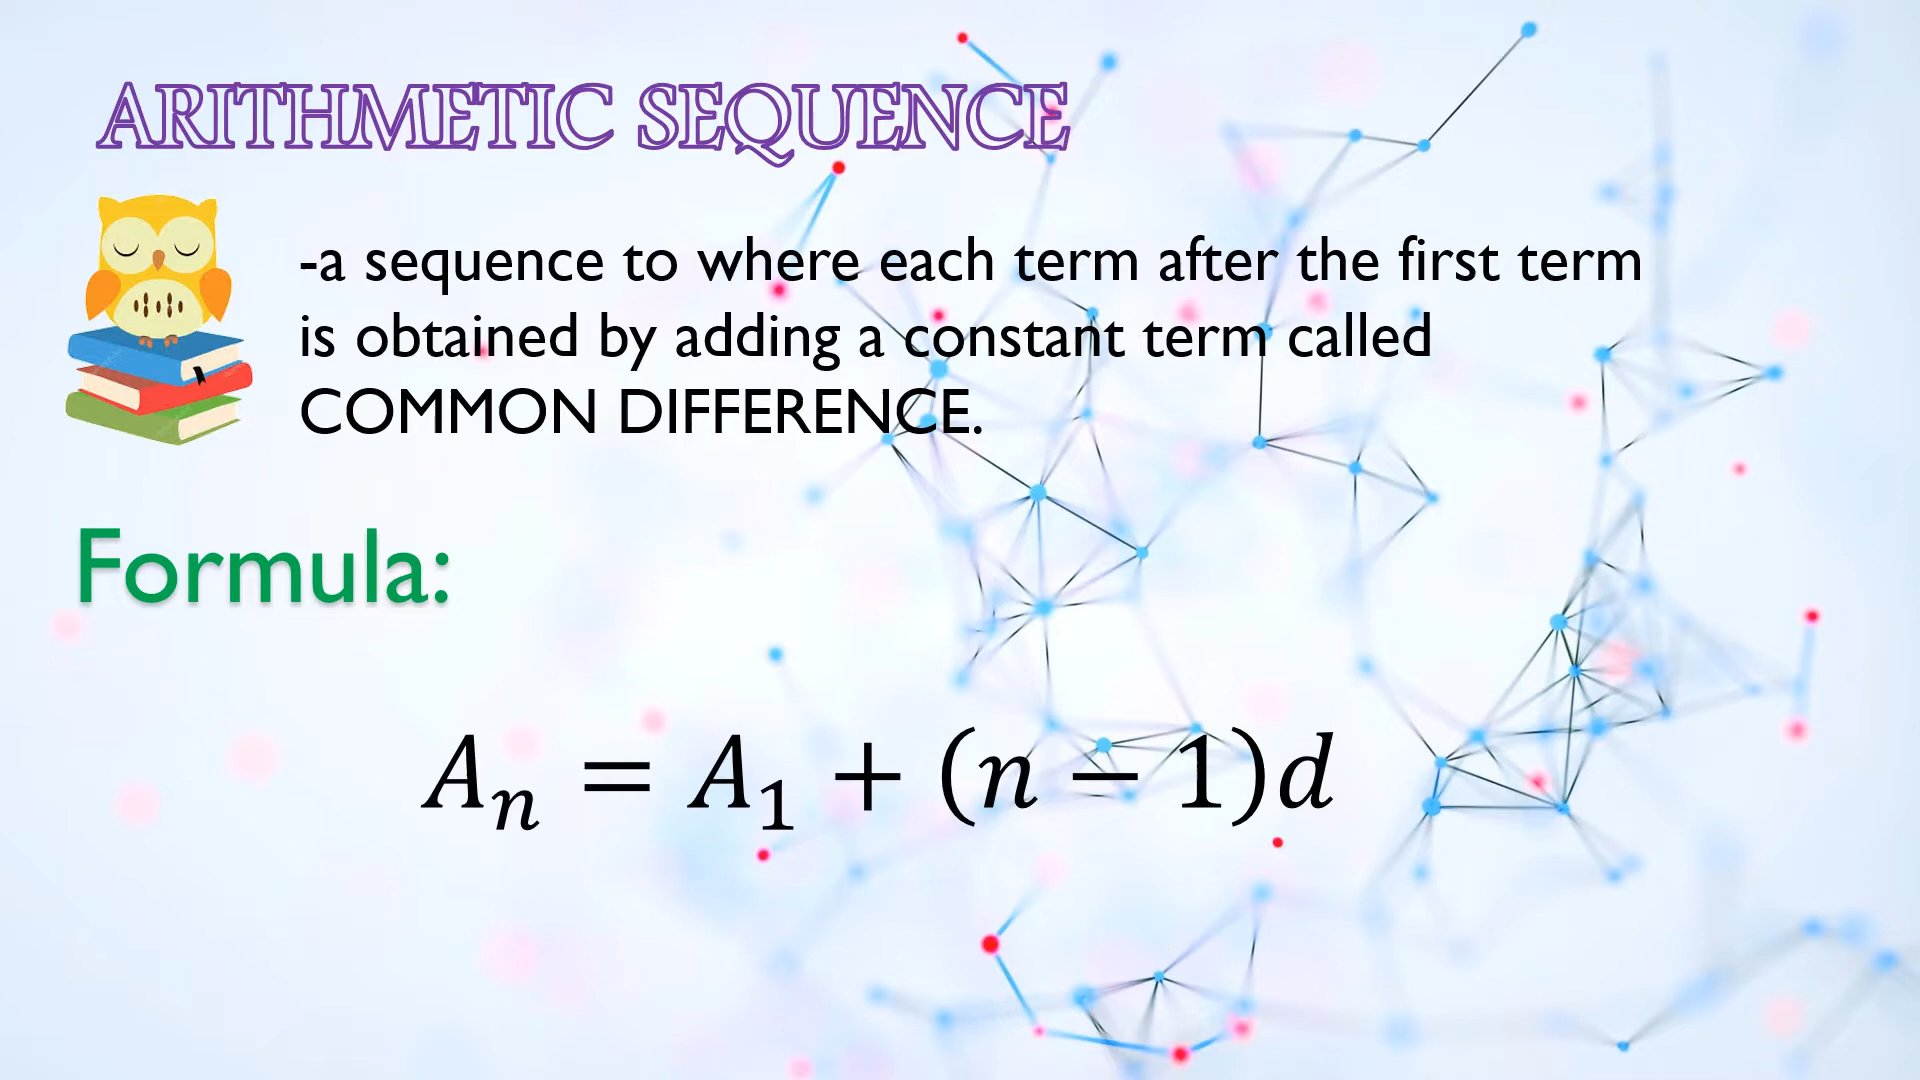 ARITHMETIC SEQUENCE
-a sequence to where each term after the first term
is obtained by adding a constant term called
COMMON DIFFERENCE.
Formula:
Aₙ = A₁ + (n − 1)d